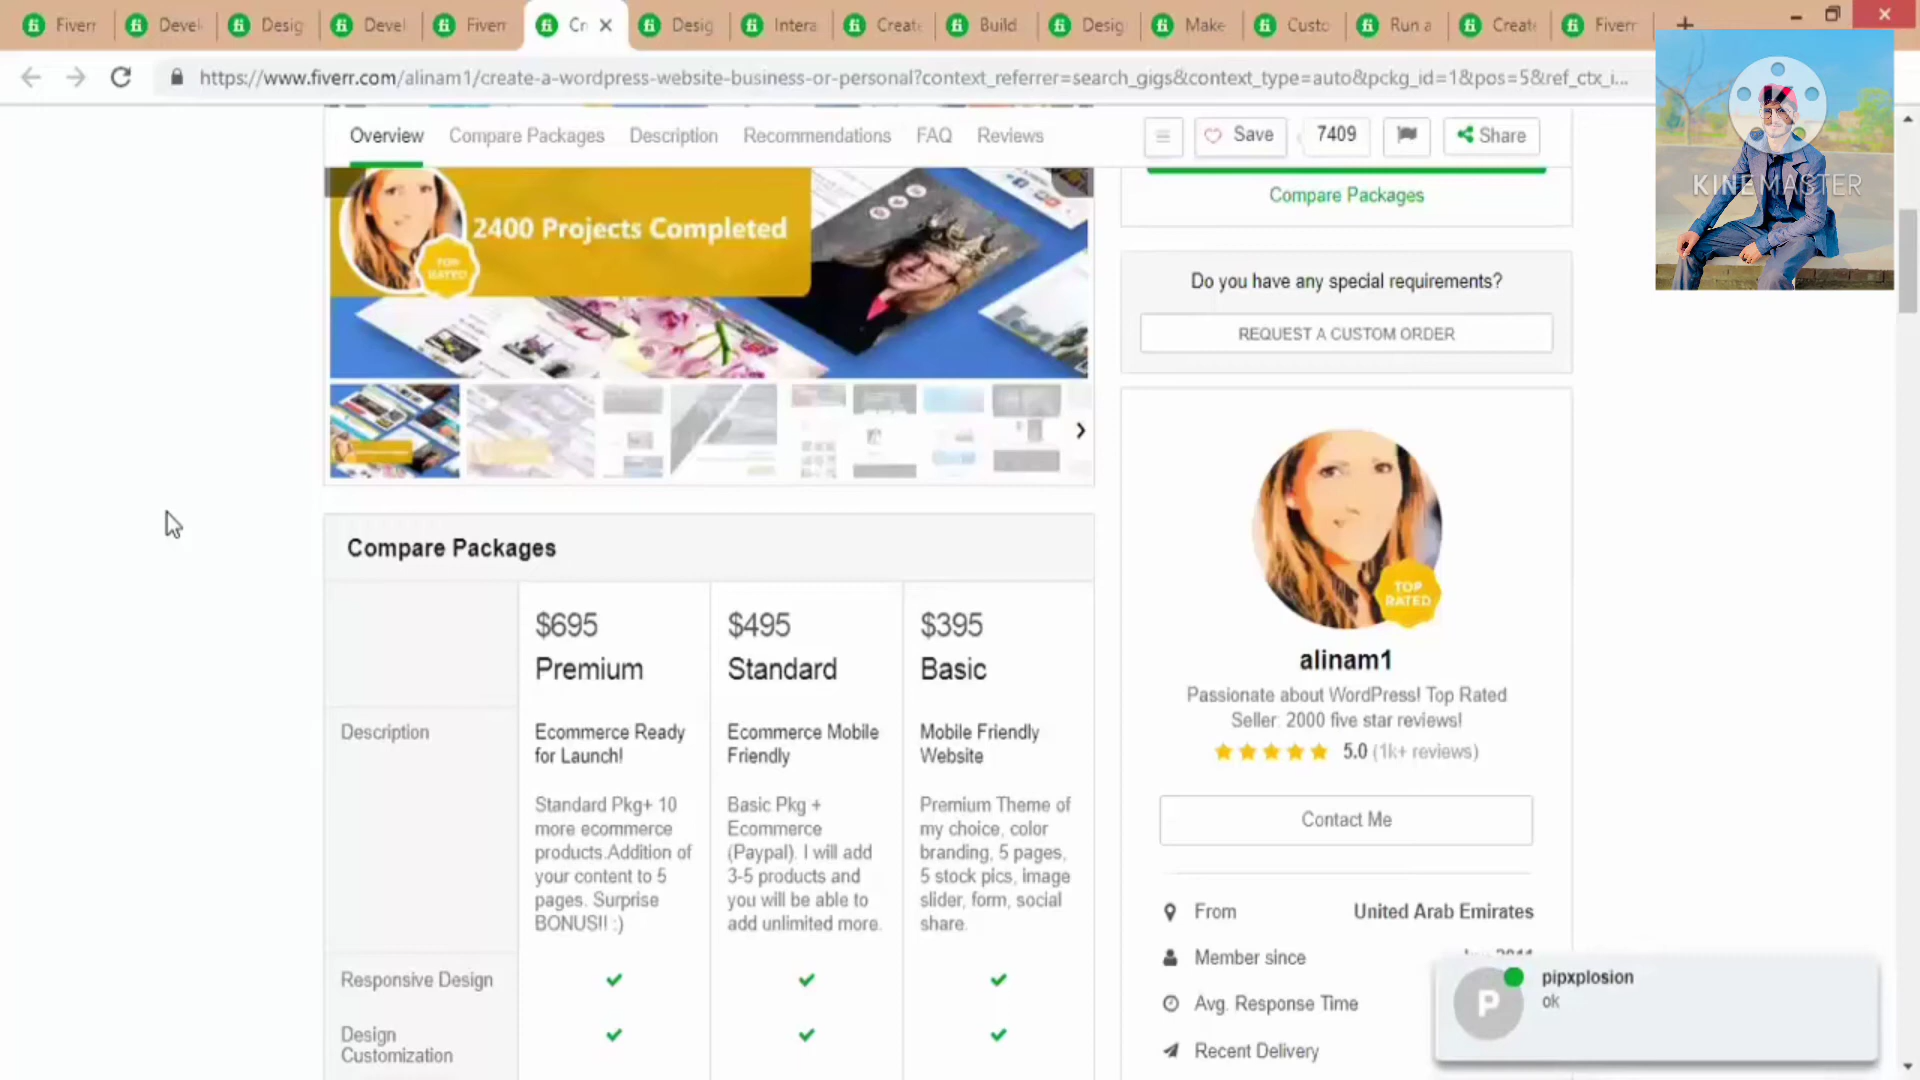 Fiverr
Devel
Desig
Devel
Fiverr
Cr
Desig
Intera
Create
Build
Desig
Make
Custo
Run a
Create
Fiverr
https://www.fiverr.com/alinam1/create-a-wordpress-website-business-or-personal?context_referrer=search_gigs&context_type=auto&pckg_id=1&pos=5&ref_ctx_i...
KINEMASTER
Overview Compare Packages Description Recommendations FAQ Reviews
Save 7409 Share
2400 Projects Completed
TOP
RATED
Compare Packages
Do you have any special requirements?
REQUEST A CUSTOM ORDER
TOP
RATED
alinam1
Passionate about WordPress! Top Rated
Seller: 2000 five star reviews!
5.0 (1k+ reviews)
Contact Me
From United Arab Emirates
Member since
Avg. Response Time
Recent Delivery
Compare Packages
$695
Premium
$495
Standard
$395
Basic
Description
Ecommerce Ready
for Launch!
Standard Pkg+ 10
more ecommerce
products.Addition of
your content to 5
pages. Surprise
BONUS!! :)
Ecommerce Mobile
Friendly
Basic Pkg +
Ecommerce
(Paypal). I will add
3-5 products and
you will be able to
add unlimited more.
Mobile Friendly
Website
Premium Theme of
my choice, color
branding, 5 pages,
5 stock pics, image
slider, form, social
share.
Responsive Design
Design
Customization
P
pipxplosion
ok